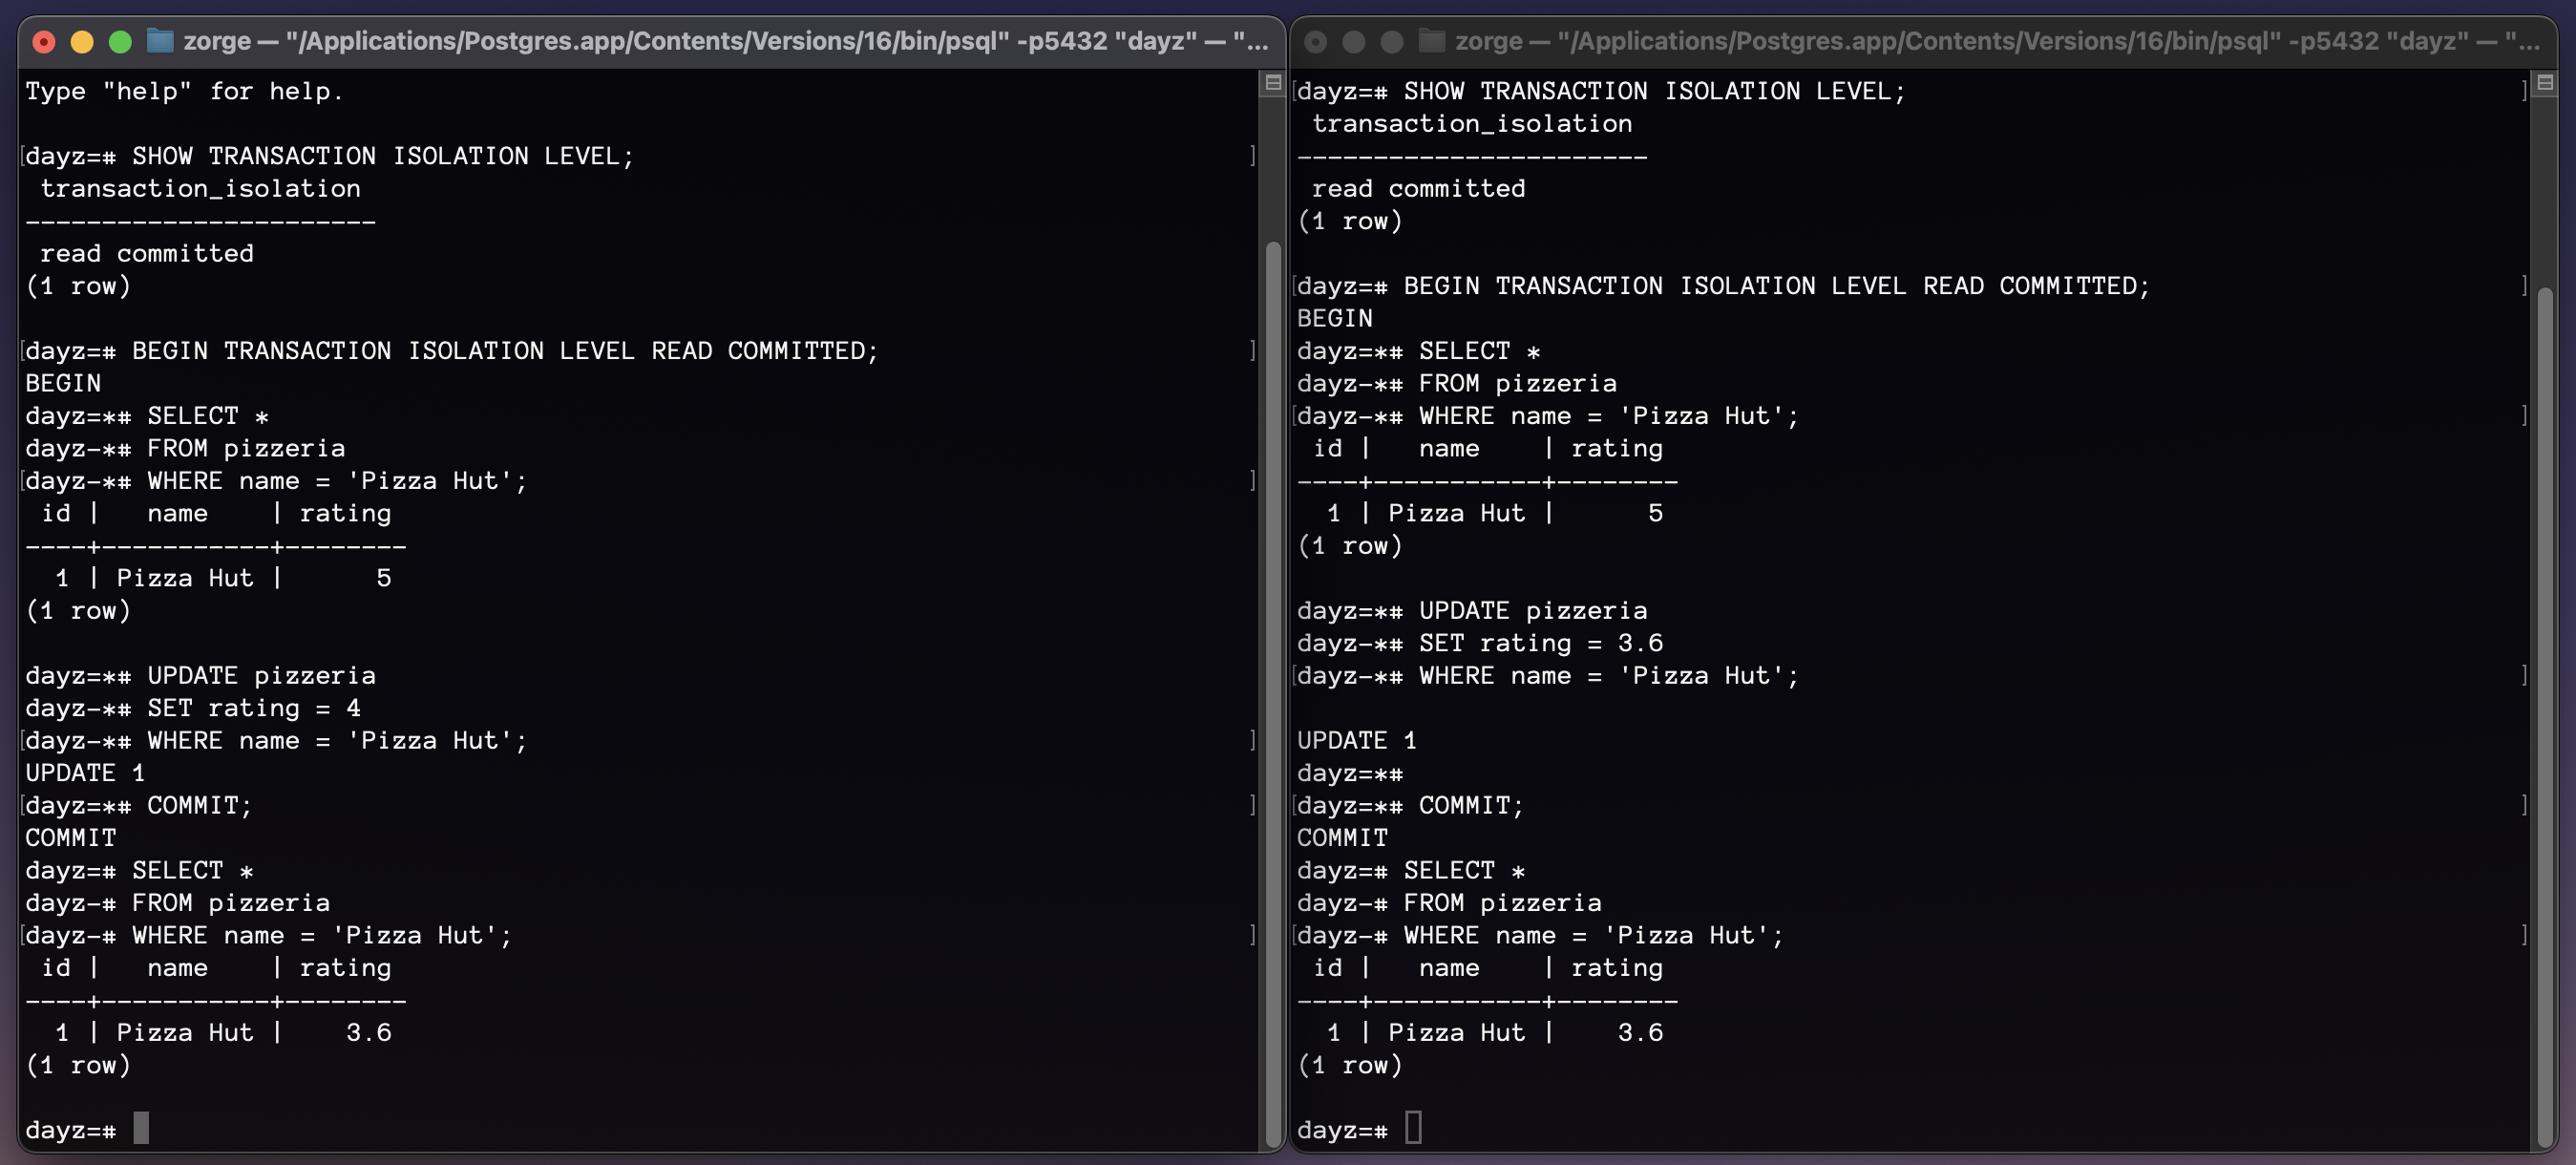 zorge — "/Applications/Postgres.app/Contents/Versions/16/bin/psql" -p5432 "dayz" — "...
Type "help" for help.
[dayz=# SHOW TRANSACTION ISOLATION LEVEL; ]
 transaction_isolation
-----------------------
 read committed
(1 row)
[dayz=# BEGIN TRANSACTION ISOLATION LEVEL READ COMMITTED; ]
BEGIN
dayz=*# SELECT *
dayz-*# FROM pizzeria
[dayz-*# WHERE name = 'Pizza Hut'; ]
 id |   name    | rating
----+-----------+--------
  1 | Pizza Hut |      5
(1 row)
dayz=*# UPDATE pizzeria
dayz-*# SET rating = 4
[dayz-*# WHERE name = 'Pizza Hut'; ]
UPDATE 1
[dayz=*# COMMIT; ]
COMMIT
dayz=# SELECT *
dayz-# FROM pizzeria
[dayz-# WHERE name = 'Pizza Hut'; ]
 id |   name    | rating
----+-----------+--------
  1 | Pizza Hut |    3.6
(1 row)
dayz=#
zorge — "/Applications/Postgres.app/Contents/Versions/16/bin/psql" -p5432 "dayz" — "...
[dayz=# SHOW TRANSACTION ISOLATION LEVEL; ]
 transaction_isolation
-----------------------
 read committed
(1 row)
[dayz=# BEGIN TRANSACTION ISOLATION LEVEL READ COMMITTED; ]
BEGIN
dayz=*# SELECT *
dayz-*# FROM pizzeria
[dayz-*# WHERE name = 'Pizza Hut'; ]
 id |   name    | rating
----+-----------+--------
  1 | Pizza Hut |      5
(1 row)
dayz=*# UPDATE pizzeria
dayz-*# SET rating = 3.6
[dayz-*# WHERE name = 'Pizza Hut'; ]
UPDATE 1
dayz=*#
[dayz=*# COMMIT; ]
COMMIT
dayz=# SELECT *
dayz-# FROM pizzeria
[dayz-# WHERE name = 'Pizza Hut'; ]
 id |   name    | rating
----+-----------+--------
  1 | Pizza Hut |    3.6
(1 row)
dayz=#